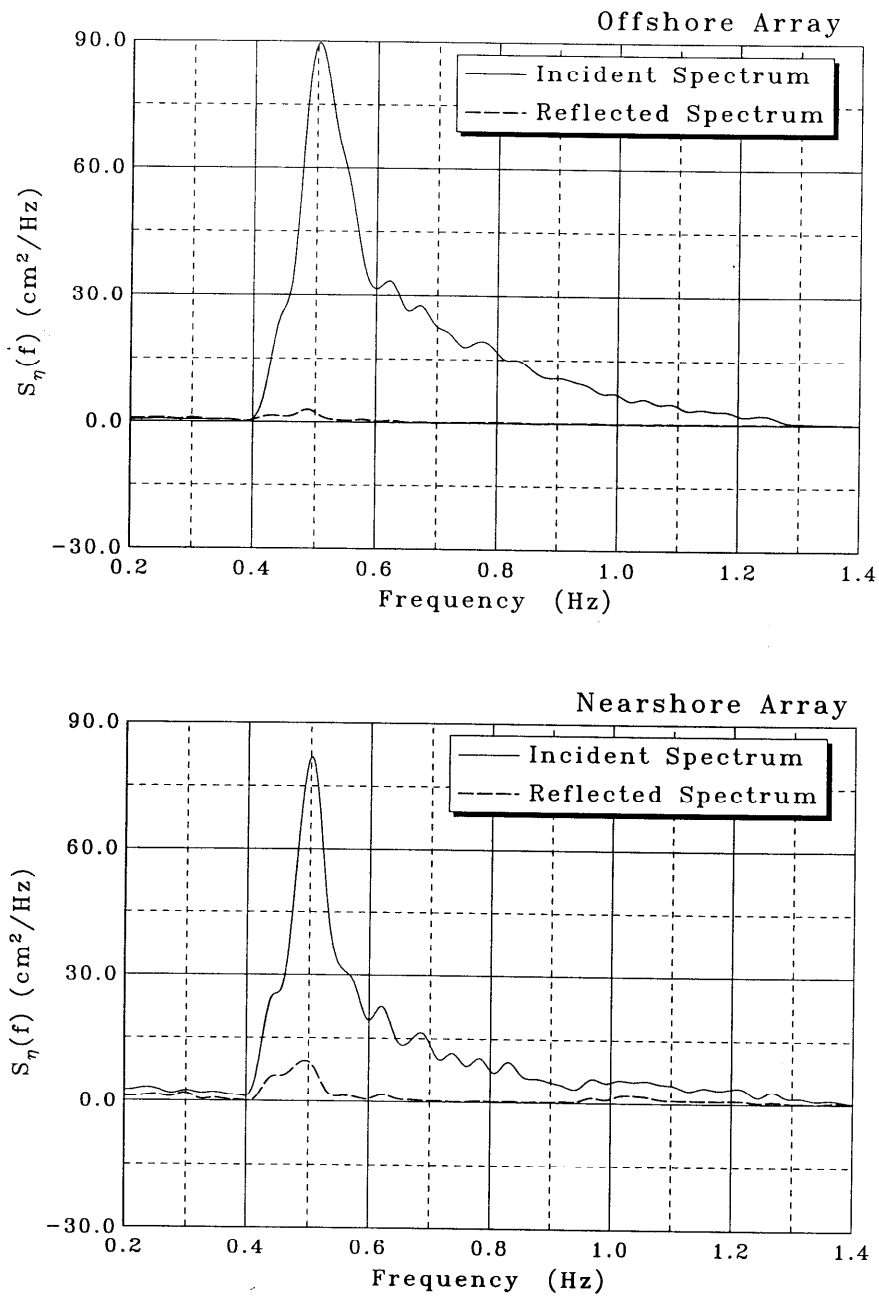 Offshore Array
Incident Spectrum
Reflected Spectrum
90.0
60.0
30.0
0.0
-30.0
S_η(f) (cm²/Hz)
0.2 0.4 0.6 0.8 1.0 1.2 1.4
Frequency (Hz)
Nearshore Array
Incident Spectrum
Reflected Spectrum
90.0
60.0
30.0
0.0
-30.0
S_η(f) (cm²/Hz)
0.2 0.4 0.6 0.8 1.0 1.2 1.4
Frequency (Hz)